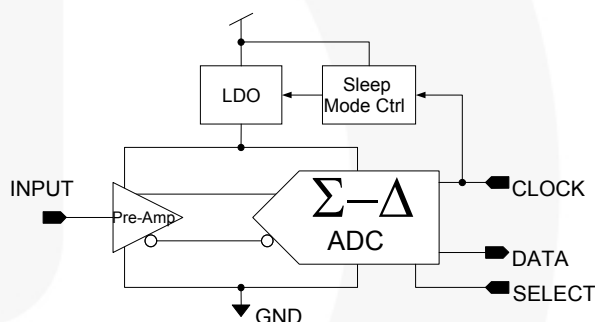 LDO
Sleep
Mode Ctrl
INPUT
Pre-Amp
Σ–Δ
ADC
CLOCK
DATA
SELECT
GND